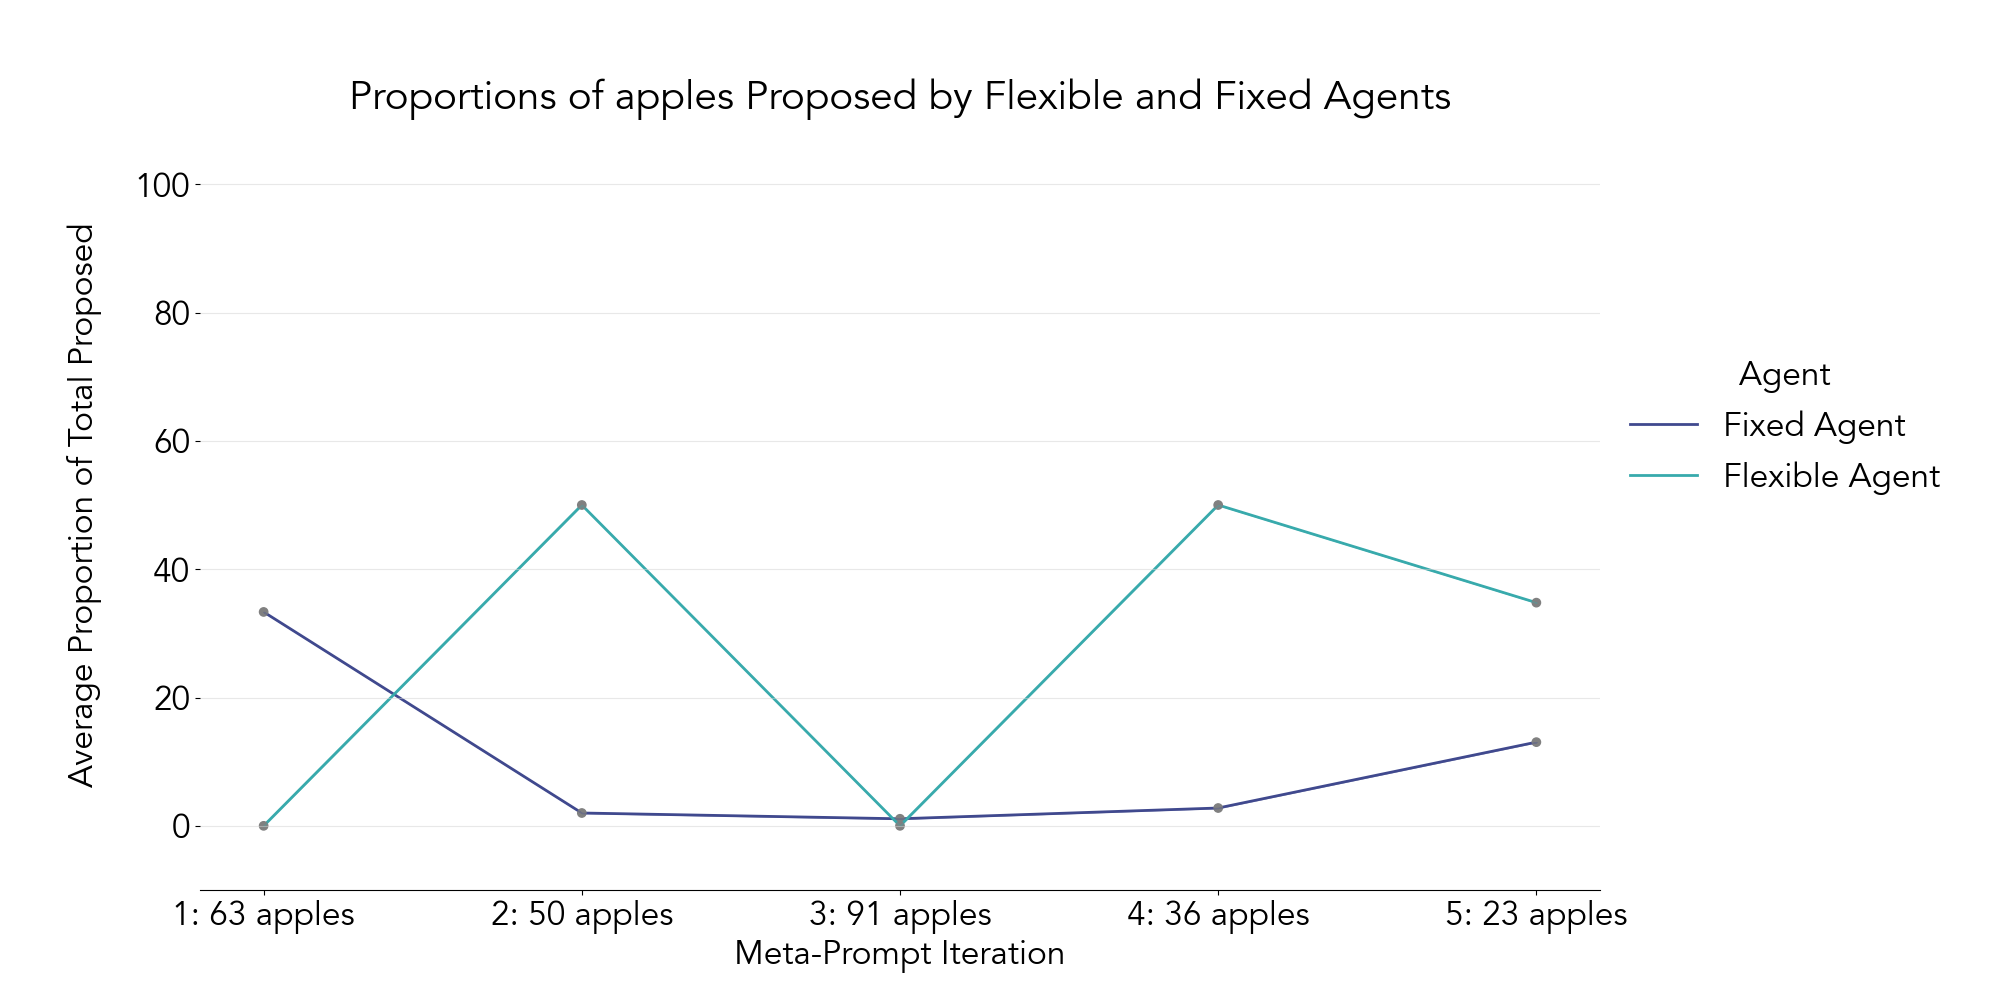 Proportions of apples Proposed by Flexible and Fixed Agents
Average Proportion of Total Proposed
100
80
60
40
20
0
1: 63 apples
2: 50 apples
3: 91 apples
4: 36 apples
5: 23 apples
Meta-Prompt Iteration
Agent
Fixed Agent
Flexible Agent